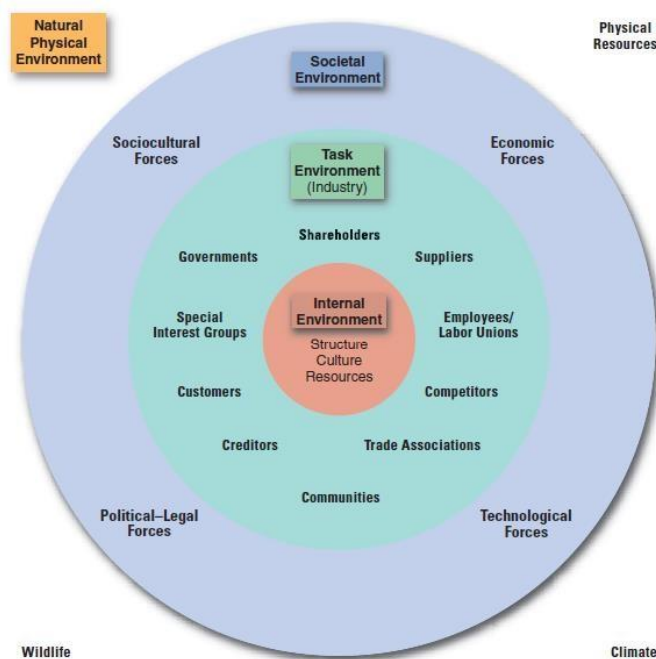 Natural
Physical
Environment
Physical
Resources
Societal
Environment
Sociocultural
Forces
Economic
Forces
Task
Environment
(Industry)
Shareholders
Governments
Suppliers
Internal
Environment
Structure
Culture
Resources
Special
Interest Groups
Employees/
Labor Unions
Customers
Competitors
Creditors
Trade Associations
Communities
Political–Legal
Forces
Technological
Forces
Wildlife
Climate